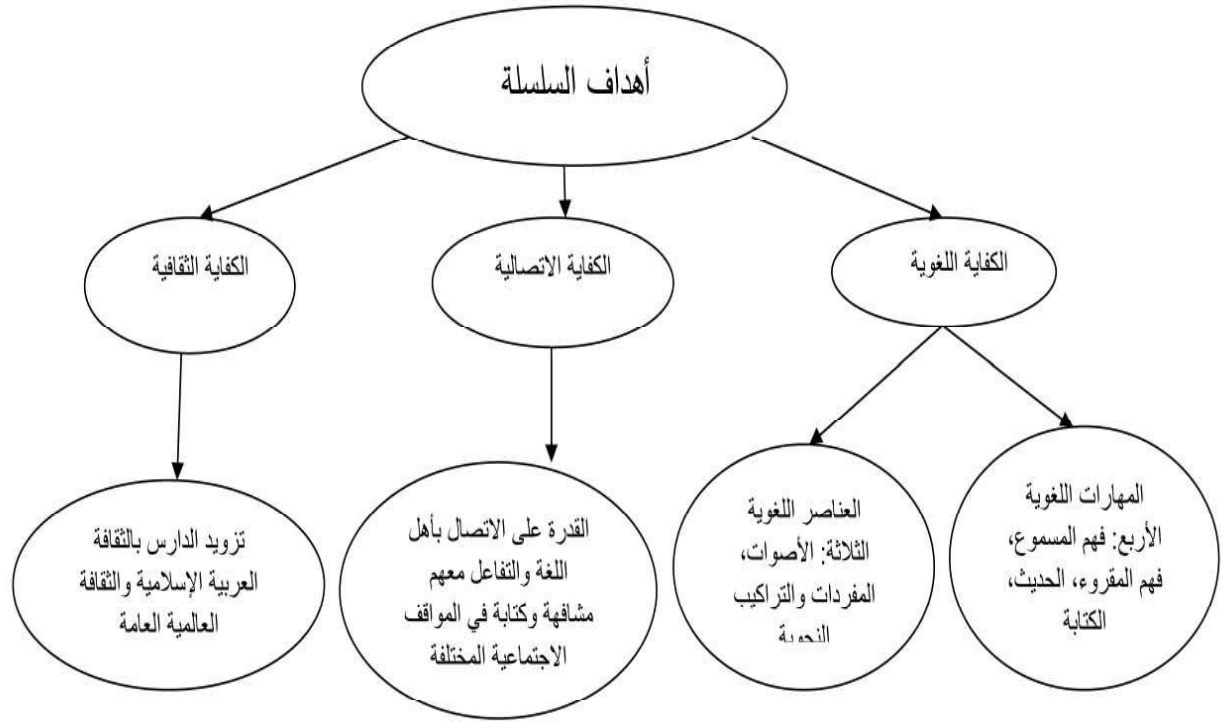 أهداف السلسلة
الكفاية اللغوية
الكفاية الاتصالية
الكفاية الثقافية
المهارات اللغوية
الأربع: فهم المسموع،
فهم المقروء، الحديث،
الكتابة
العناصر اللغوية
الثلاثة: الأصوات،
المفردات والتراكيب
النحوية
القدرة على الاتصال بأهل
اللغة والتفاعل معهم
مشافهة وكتابة في المواقف
الاجتماعية المختلفة
تزويد الدارس بالثقافة
العربية الإسلامية والثقافة
العالمية العامة